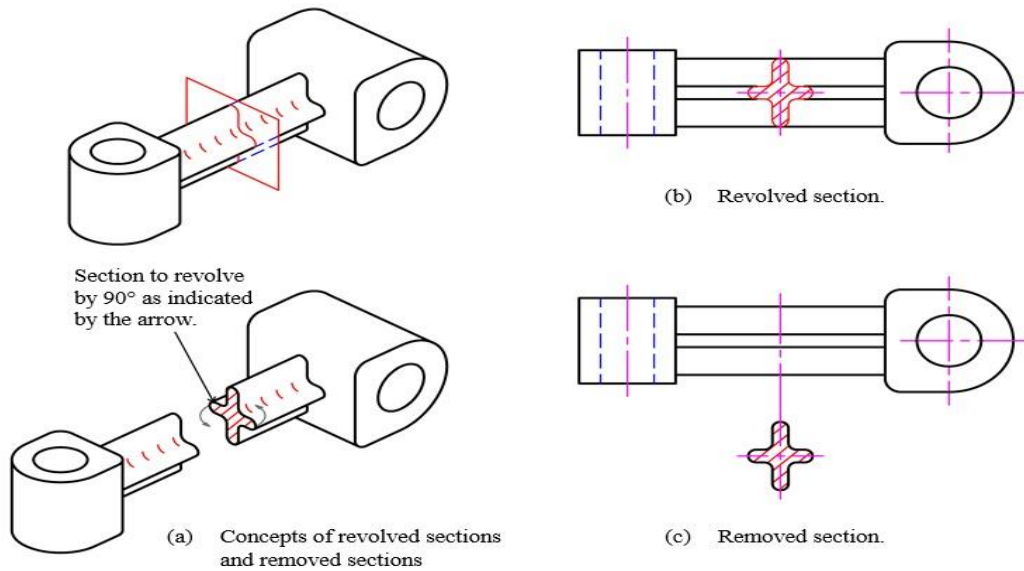 Section to revolve
by 90° as indicated
by the arrow.
(a) Concepts of revolved sections
and removed sections
(b) Revolved section.
(c) Removed section.